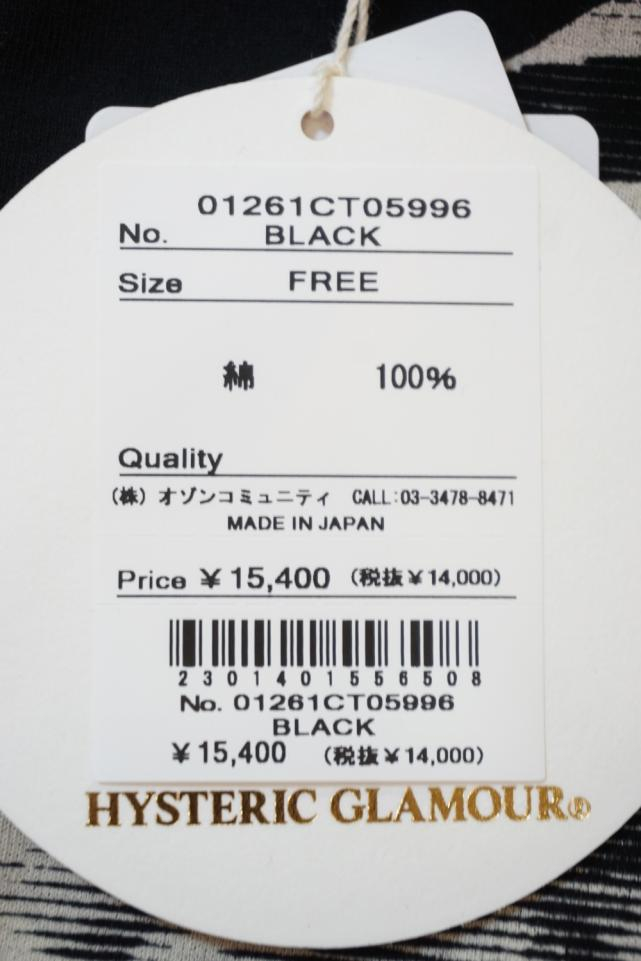 01261CT05996
No. BLACK
Size FREE
綿 100%
Quality
(株) オゾンコミュニティ CALL:03-3478-8471
MADE IN JAPAN
Price ¥15,400 (税抜¥14,000)
2301401556508
No. 01261CT05996
BLACK
¥15,400 (税抜¥14,000)
HYSTERIC GLAMOUR®